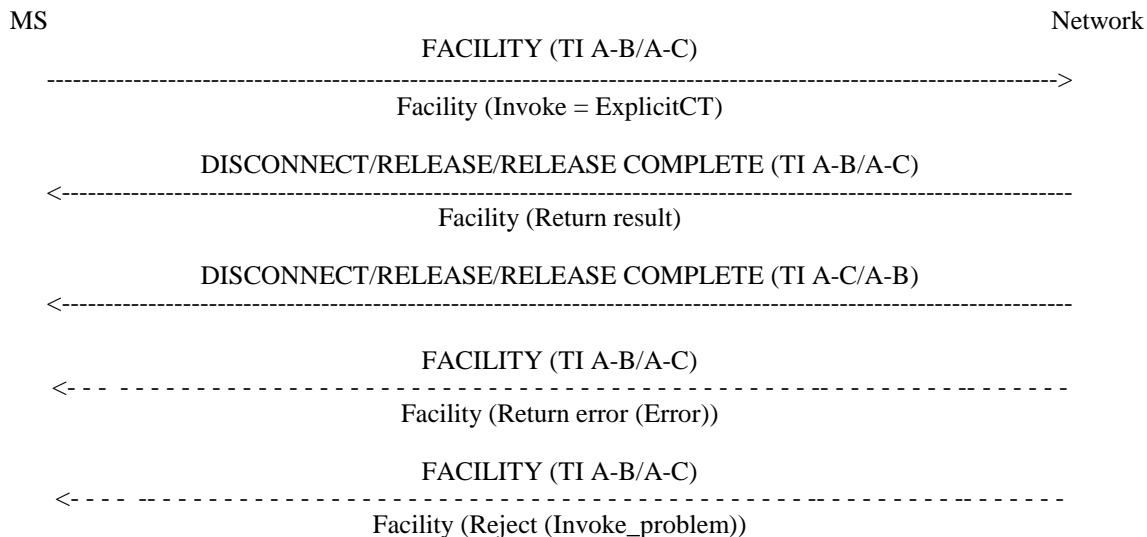 MS Network
FACILITY (TI A-B/A-C)
Facility (Invoke = ExplicitCT)
DISCONNECT/RELEASE/RELEASE COMPLETE (TI A-B/A-C)
Facility (Return result)
DISCONNECT/RELEASE/RELEASE COMPLETE (TI A-C/A-B)
FACILITY (TI A-B/A-C)
Facility (Return error (Error))
FACILITY (TI A-B/A-C)
Facility (Reject (Invoke_problem))